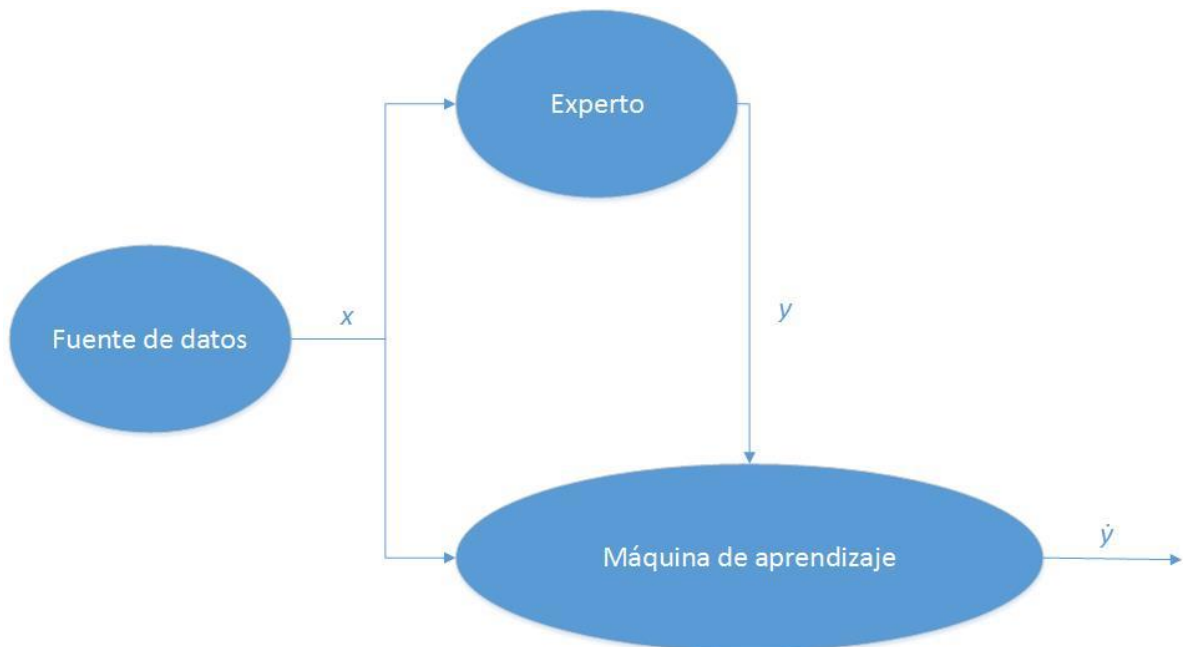 Experto
x
Fuente de datos
y
Máquina de aprendizaje
ẏ